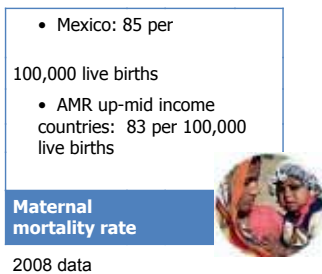 • Mexico: 85 per
100,000 live births
• AMR up-mid income
countries:  83 per 100,000
live births
Maternal
mortality rate
2008 data